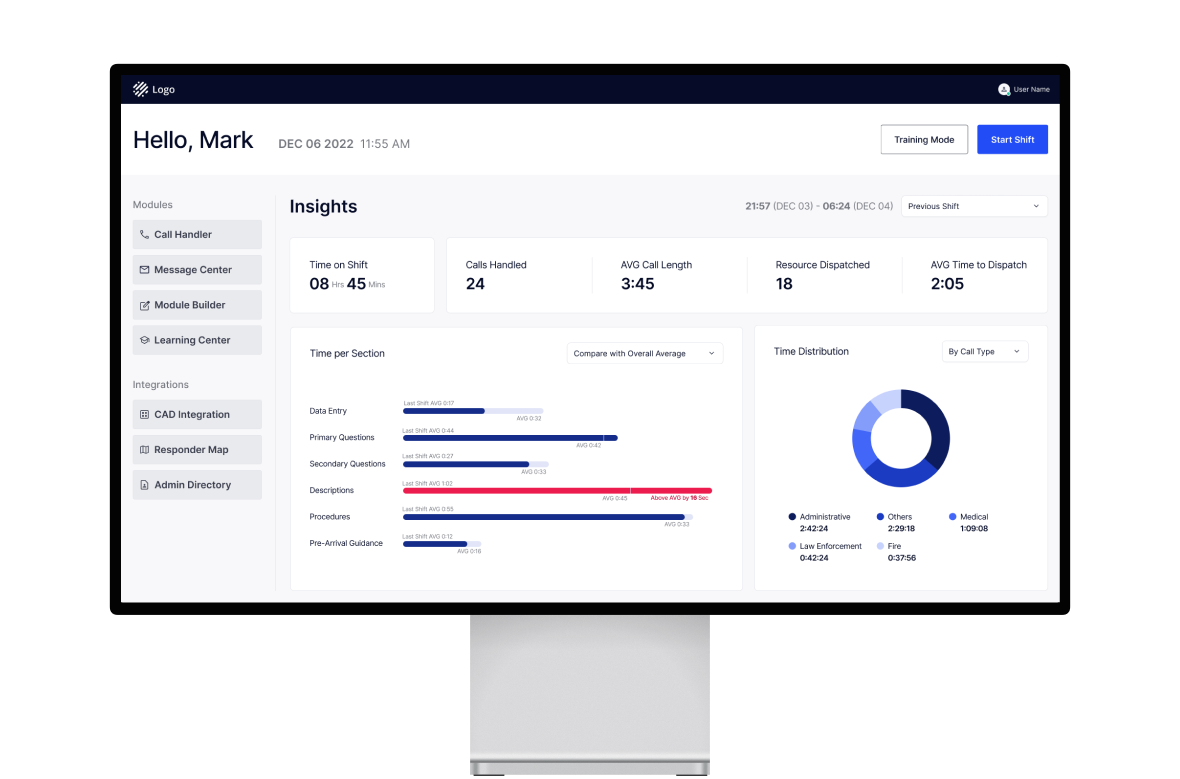 Logo
User Name
Hello, Mark
DEC 06 2022 11:55 AM
Training Mode
Start Shift
Modules
Call Handler
Message Center
Module Builder
Learning Center
Integrations
CAD Integration
Responder Map
Admin Directory
Insights
21:57 (DEC 03) - 06:24 (DEC 04)
Previous Shift
Time on Shift
08 Hrs 45 Mins
Calls Handled
24
AVG Call Length
3:45
Resource Dispatched
18
AVG Time to Dispatch
2:05
Time per Section
Compare with Overall Average
Last Shift AVG 0:17
Data Entry
AVG 0:32
Last Shift AVG 0:44
Primary Questions
AVG 0:42
Last Shift AVG 0:27
Secondary Questions
AVG 0:33
Last Shift AVG 1:02
Descriptions
AVG 0:45
Above AVG by 16 Sec
Last Shift AVG 0:55
Procedures
AVG 0:33
Last Shift AVG 0:12
Pre-Arrival Guidance
AVG 0:16
Time Distribution
By Call Type
Administrative
2:42:24
Others
2:29:18
Medical
1:09:08
Law Enforcement
0:42:24
Fire
0:37:56